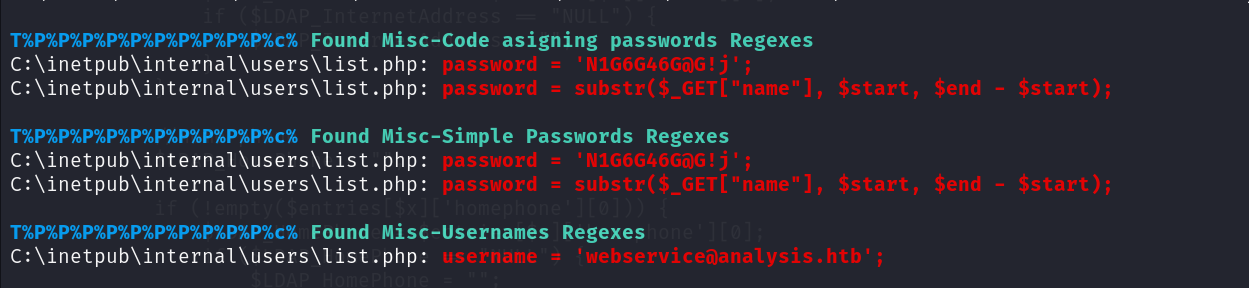 if ($LDAP_InternetAddress == "NULL") {
T%P%P%P%P%P%P%P%P%P%P%c% Found Misc-Code asigning passwords Regexes
C:\inetpub\internal\users\list.php: password = 'N1G6G46G@G!j';
C:\inetpub\internal\users\list.php: password = substr($_GET["name"], $start, $end - $start);
T%P%P%P%P%P%P%P%P%P%P%c% Found Misc-Simple Passwords Regexes
C:\inetpub\internal\users\list.php: password = 'N1G6G46G@G!j';
C:\inetpub\internal\users\list.php: password = substr($_GET["name"], $start, $end - $start);
if (!empty($entries[$x]['homephone'][0])) {
T%P%P%P%P%P%P%P%P%P%P%c% Found Misc-Usernames Regexes
C:\inetpub\internal\users\list.php: username = 'webservice@analysis.htb';
$LDAP_HomePhone = "";